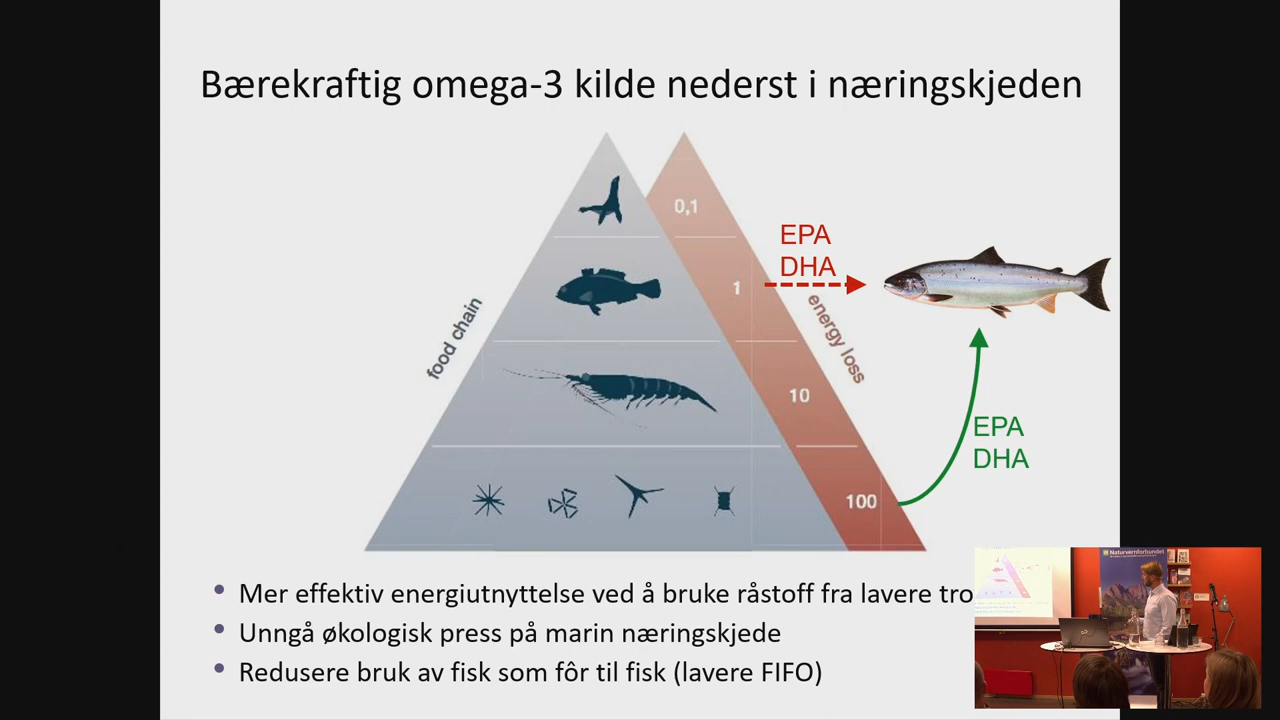 Bærekraftig omega-3 kilde nederst i næringskjeden
0,1
EPA
DHA
1
food chain
energy loss
10
EPA
DHA
100
Naturvernforbundet
• Mer effektiv energiutnyttelse ved å bruke råstoff fra lavere tro
• Unngå økologisk press på marin næringskjede
• Redusere bruk av fisk som fôr til fisk (lavere FIFO)